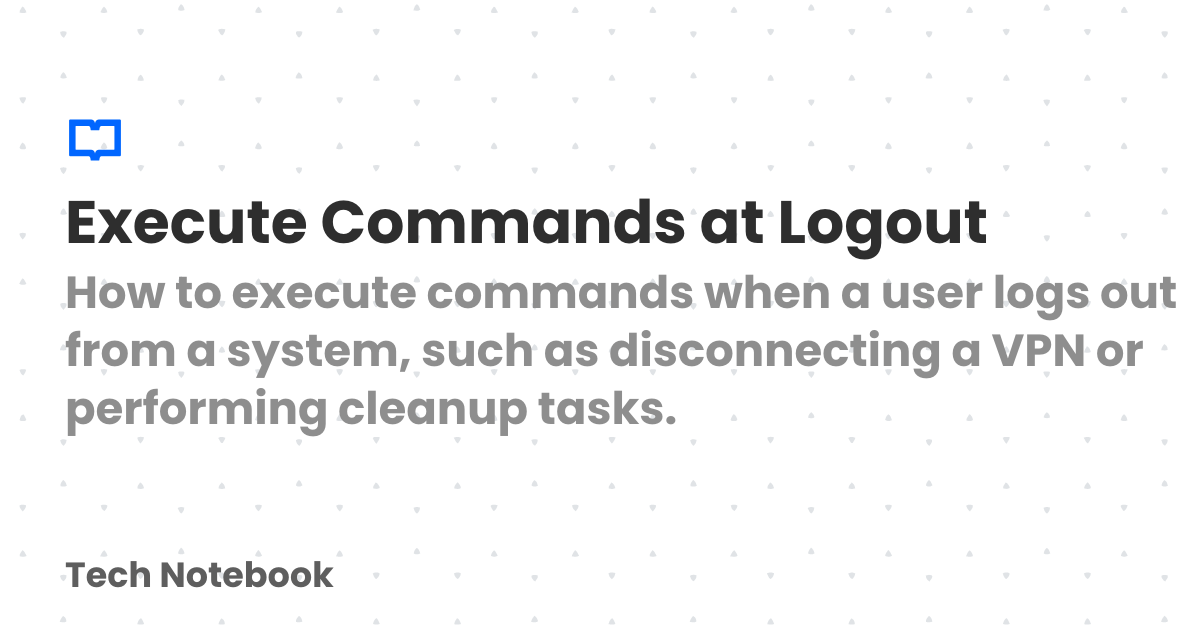 Execute Commands at Logout
How to execute commands when a user logs out
from a system, such as disconnecting a VPN or
performing cleanup tasks.
Tech Notebook